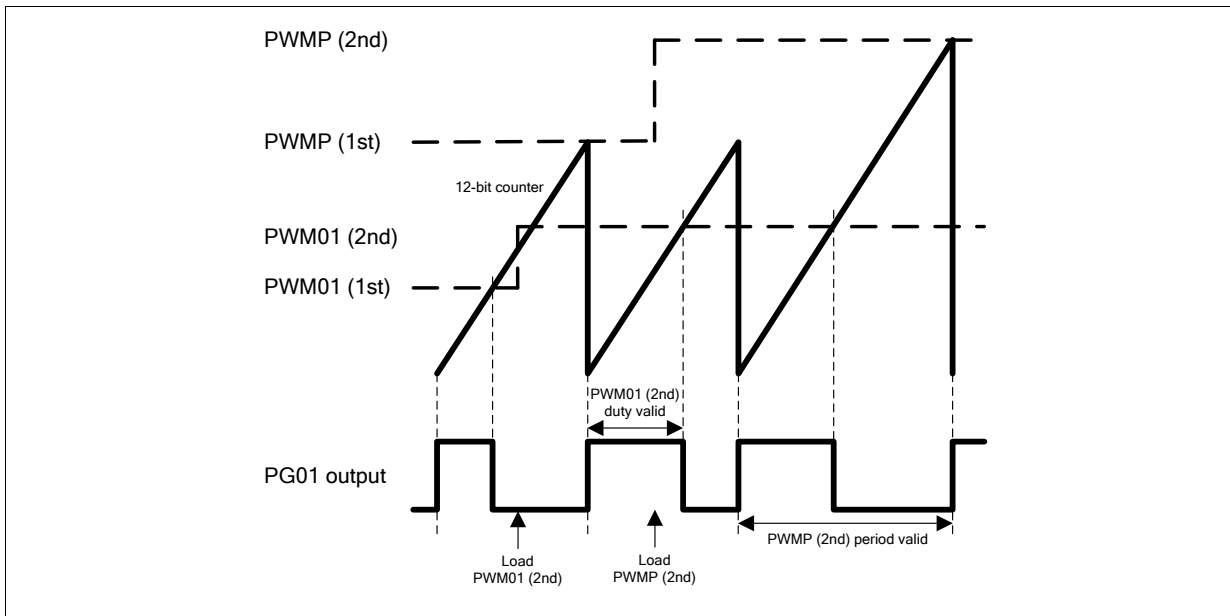 PWMP (2nd)
PWMP (1st)
12-bit counter
PWM01 (2nd)
PWM01 (1st)
PWM01 (2nd)
duty valid
PG01 output
PWMP (2nd) period valid
Load
PWM01 (2nd)
Load
PWMP (2nd)